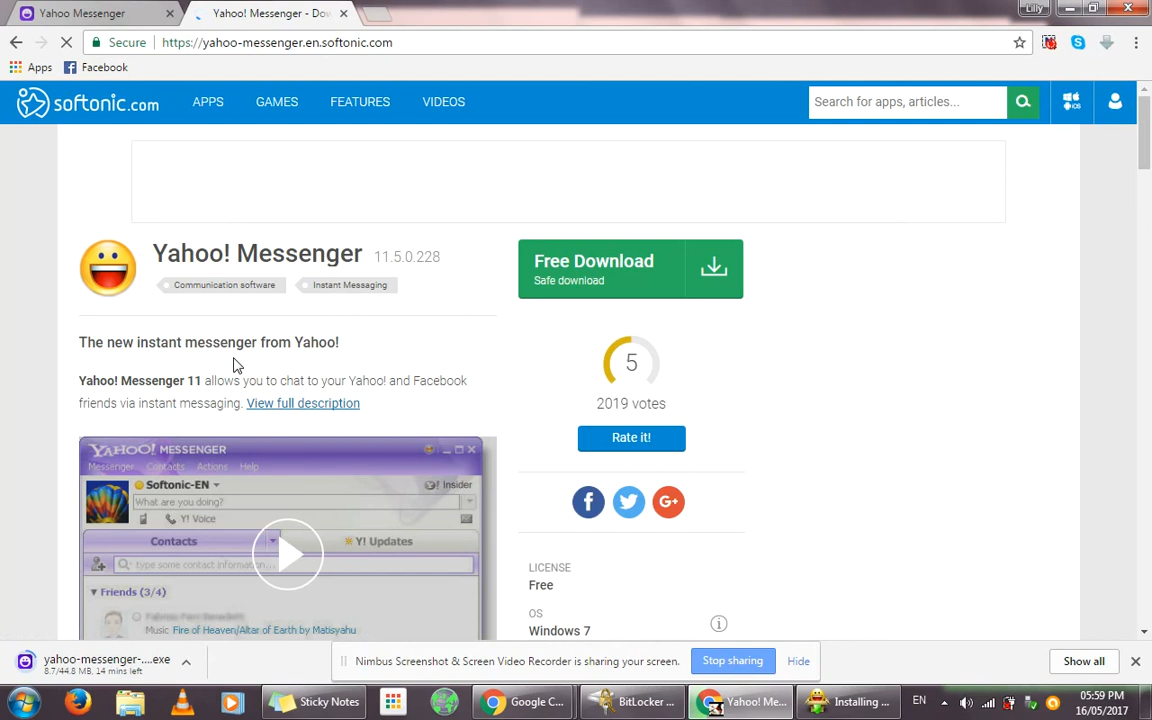 Yahoo Messenger
Yahoo! Messenger - Dow
Lilly
Secure
https://yahoo-messenger.en.softonic.com
Apps
Facebook
softonic.com
APPS
GAMES
FEATURES
VIDEOS
Search for apps, articles...
iOS
Yahoo! Messenger 11.5.0.228
Communication software
Instant Messaging
Free Download
Safe download
The new instant messenger from Yahoo!
Yahoo! Messenger 11 allows you to chat to your Yahoo! and Facebook
friends via instant messaging. View full description
5
2019 votes
Rate it!
YAHOO! MESSENGER
Messenger Contacts Actions Help
Softonic-EN
Insider
What are you doing?
Y! Voice
Contacts
Y! Updates
type some contact information...
Friends (3/4)
Music Fire of Heaven/Altar of Earth by Matisyahu
f
G+
LICENSE
Free
OS
Windows 7
yahoo-messenger-....exe
8.7/44.8 MB, 14 mins left
Nimbus Screenshot & Screen Video Recorder is sharing your screen.
Stop sharing
Hide
Show all
Sticky Notes
Google C...
BitLocker ...
Yahoo! Me...
Installing ...
EN
05:59 PM
16/05/2017